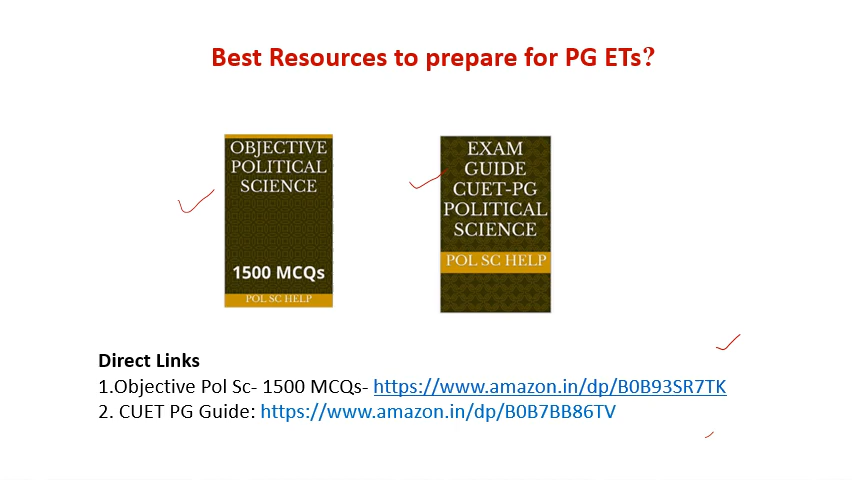 Best Resources to prepare for PG ETs?
OBJECTIVE
POLITICAL
SCIENCE
1500 MCQs
POL SC HELP
EXAM
GUIDE
CUET-PG
POLITICAL
SCIENCE
POL SC HELP
Direct Links
1.Objective Pol Sc- 1500 MCQs- https://www.amazon.in/dp/B0B93SR7TK
2. CUET PG Guide: https://www.amazon.in/dp/B0B7BB86TV